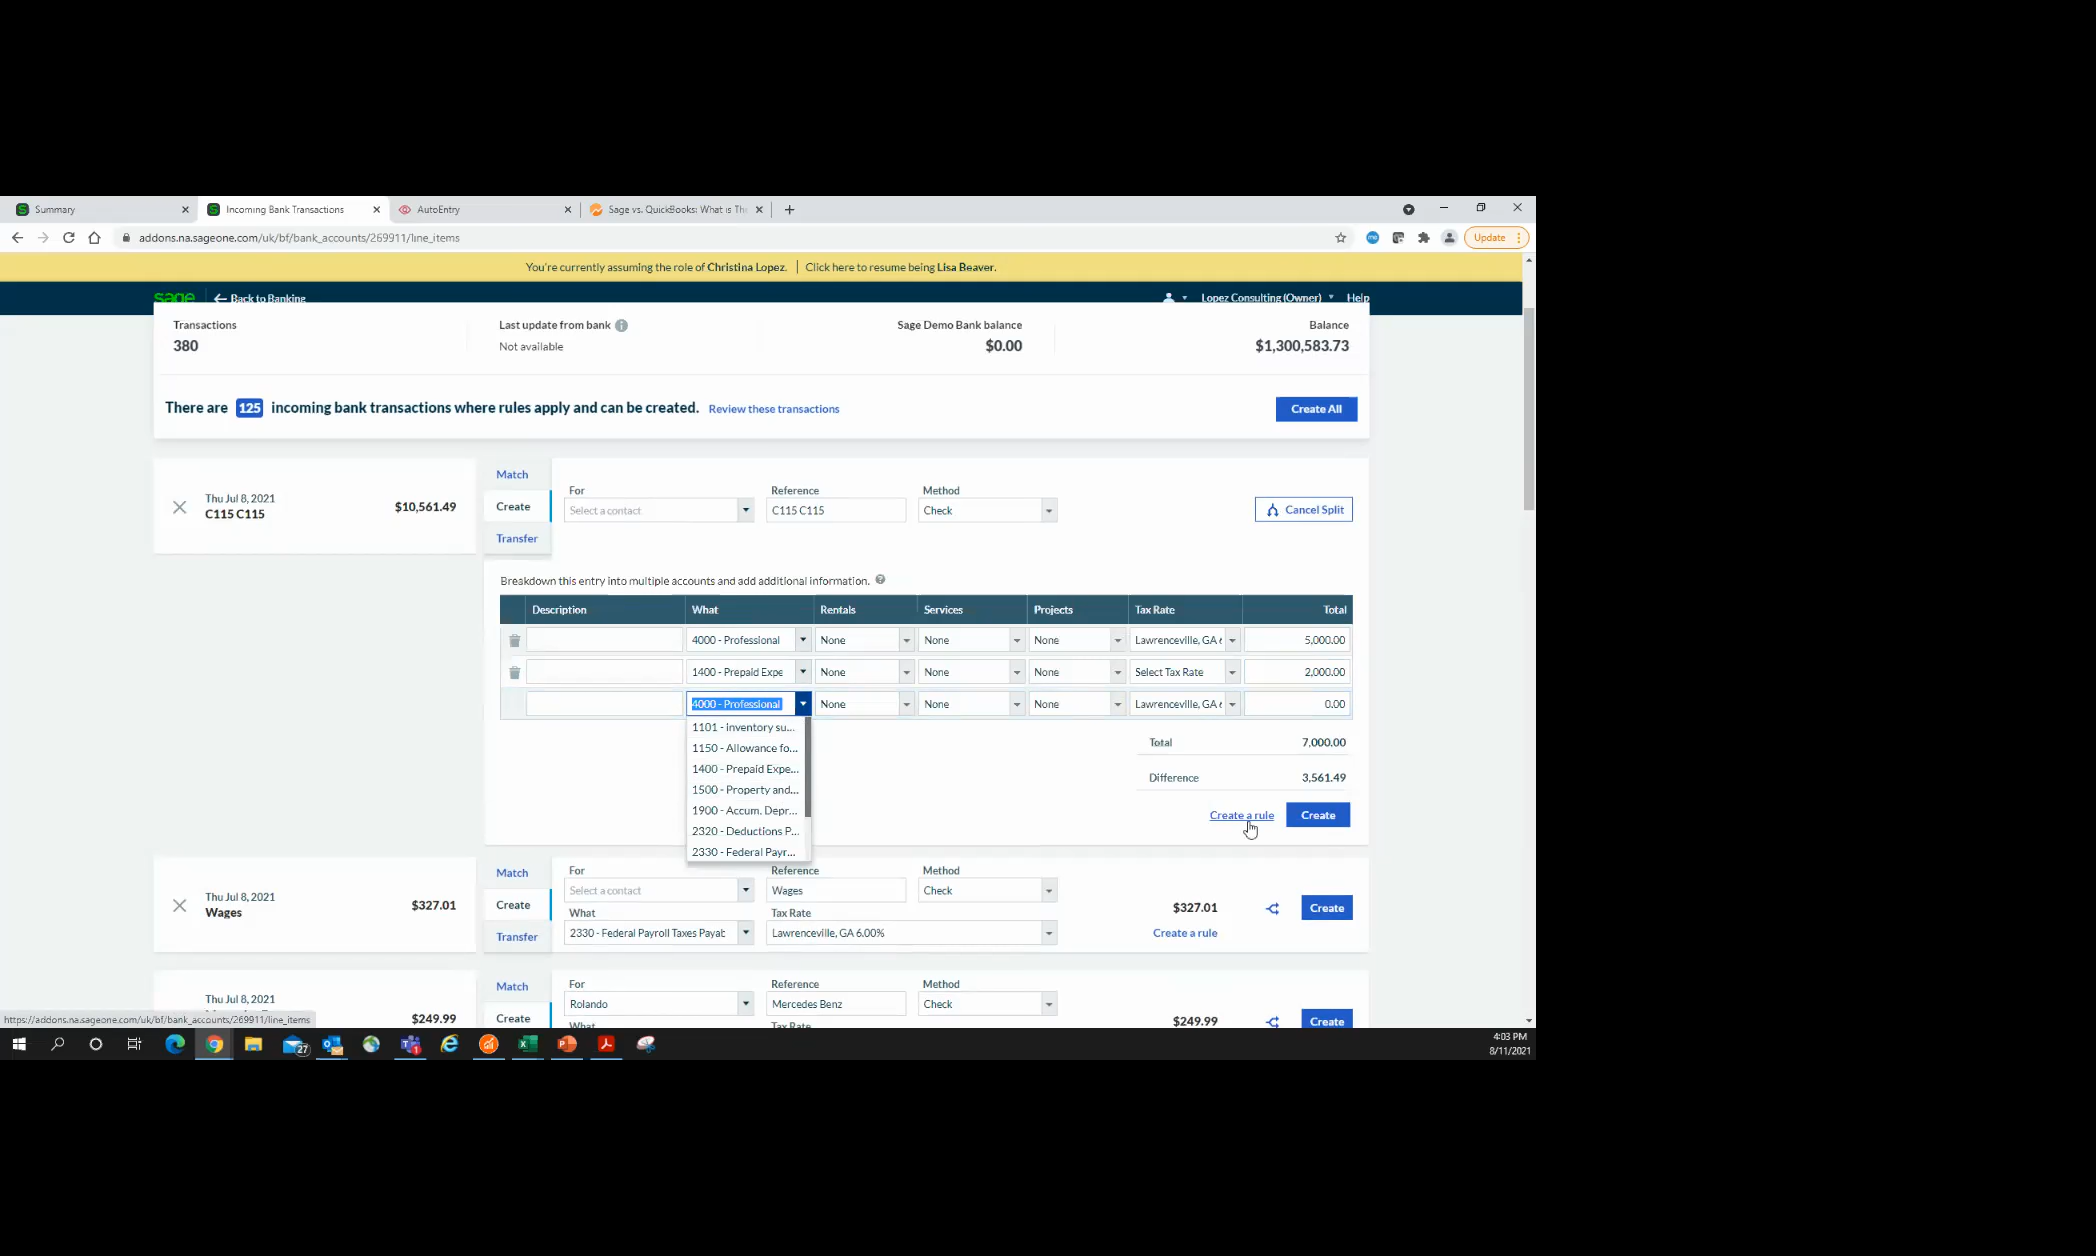 Summary
Incoming Bank Transactions
AutoEntry
Sage vs. QuickBooks: What is The
addons.na.sageone.com/uk/bf/bank_accounts/269911/line_items
Update
You're currently assuming the role of Christina Lopez. | Click here to resume being Lisa Beaver.
sage
Back to Banking
Lopez Consulting (Owner)
Help
Transactions
380
Last update from bank
Not available
Sage Demo Bank balance
$0.00
Balance
$1,300,583.73
There are 125 incoming bank transactions where rules apply and can be created. Review these transactions
Create All
Thu Jul 8, 2021
C115 C115
$10,561.49
Match
Create
Transfer
For
Select a contact
Reference
C115 C115
Method
Check
Cancel Split
Breakdown this entry into multiple accounts and add additional information.
Description What Rentals Services Projects Tax Rate Total
4000 - Professional None None None Lawrenceville, GA 6 5,000.00
1400 - Prepaid Expe None None None Select Tax Rate 2,000.00
4000 - Professional None None None Lawrenceville, GA 6 0.00
1101 - inventory su...
1150 - Allowance fo...
1400 - Prepaid Expe...
1500 - Property and...
1900 - Accum. Depr...
2320 - Deductions P...
2330 - Federal Payr...
Total 7,000.00
Difference 3,561.49
Create a rule
Create
Thu Jul 8, 2021
Wages
$327.01
Match
Create
Transfer
For
Select a contact
Reference
Wages
Method
Check
What
2330 - Federal Payroll Taxes Payab
Tax Rate
Lawrenceville, GA 6.00%
$327.01
Create
Create a rule
Thu Jul 8, 2021
$249.99
Match
Create
For
Rolando
Reference
Mercedes Benz
Method
Check
What
Tax Rate
$249.99
Create
https://addons.na.sageone.com/uk/bf/bank_accounts/269911/line_items
27
1
4:03 PM
8/11/2021